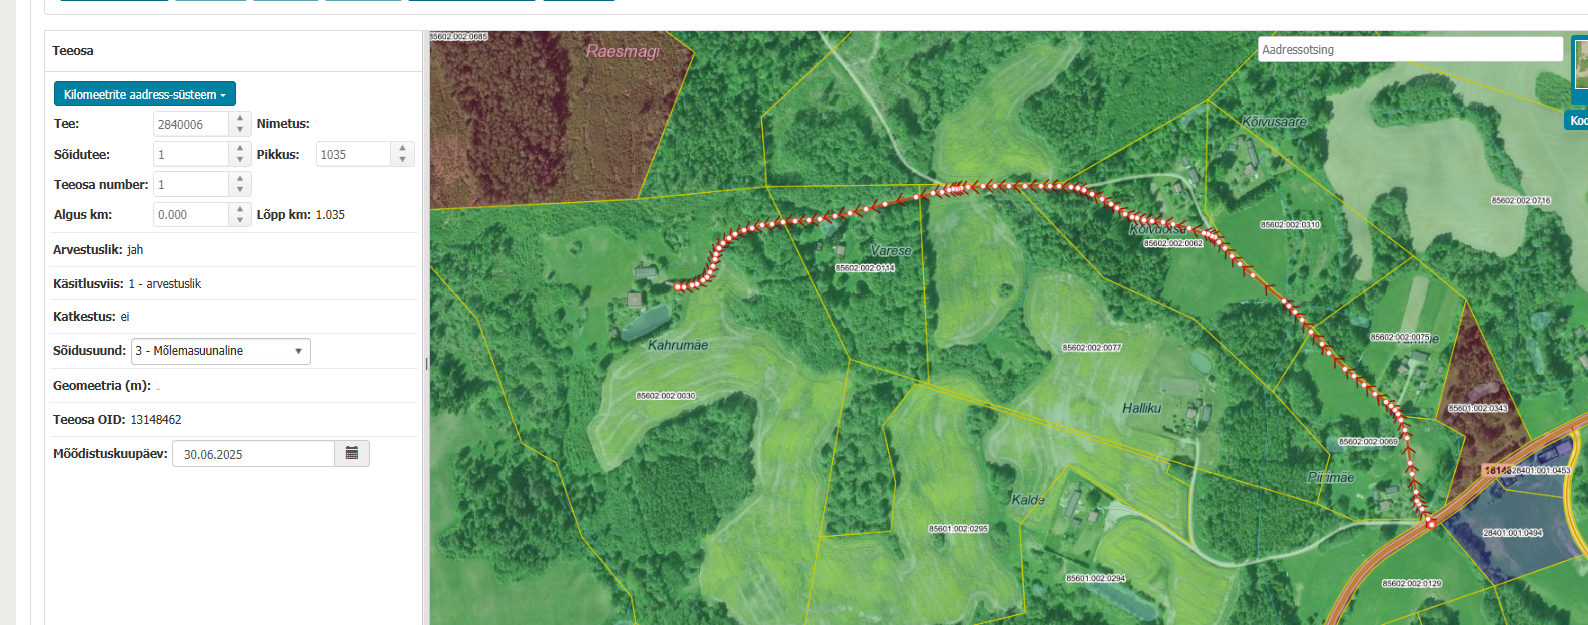 Teeosa
Kilomeetrite aadress-süsteem
Tee: 2840006 Nimetus:
Sõidutee: 1 Pikkus: 1035
Teeosa number: 1
Algus km: 0.000 Lõpp km: 1.035
Arvestuslik: jah
Käsitlusviis: 1 - arvestuslik
Katkestus: ei
Sõidusuund: 3 - Mõlemasuunaline
Geomeetria (m):
Teeosa OID: 13148462
Mõõdistuskuupäev: 30.06.2025
85602:002:0685
Raesmagi
Aadressotsing
Koo
Kõivusaare
85602:002:0716
85602:002:0310
Kõivuotsa
85602:002:0062
Varese
85602:002:0114
Kahrumäe
85602:002:0077
85602:002:0075
85602:002:0030
Halliku
85601:002:0343
85602:002:0069
18148
28401:001:0453
Piirimäe
Kalde
85601:002:0295
28401:001:0494
85601:002:0294
85602:002:0129